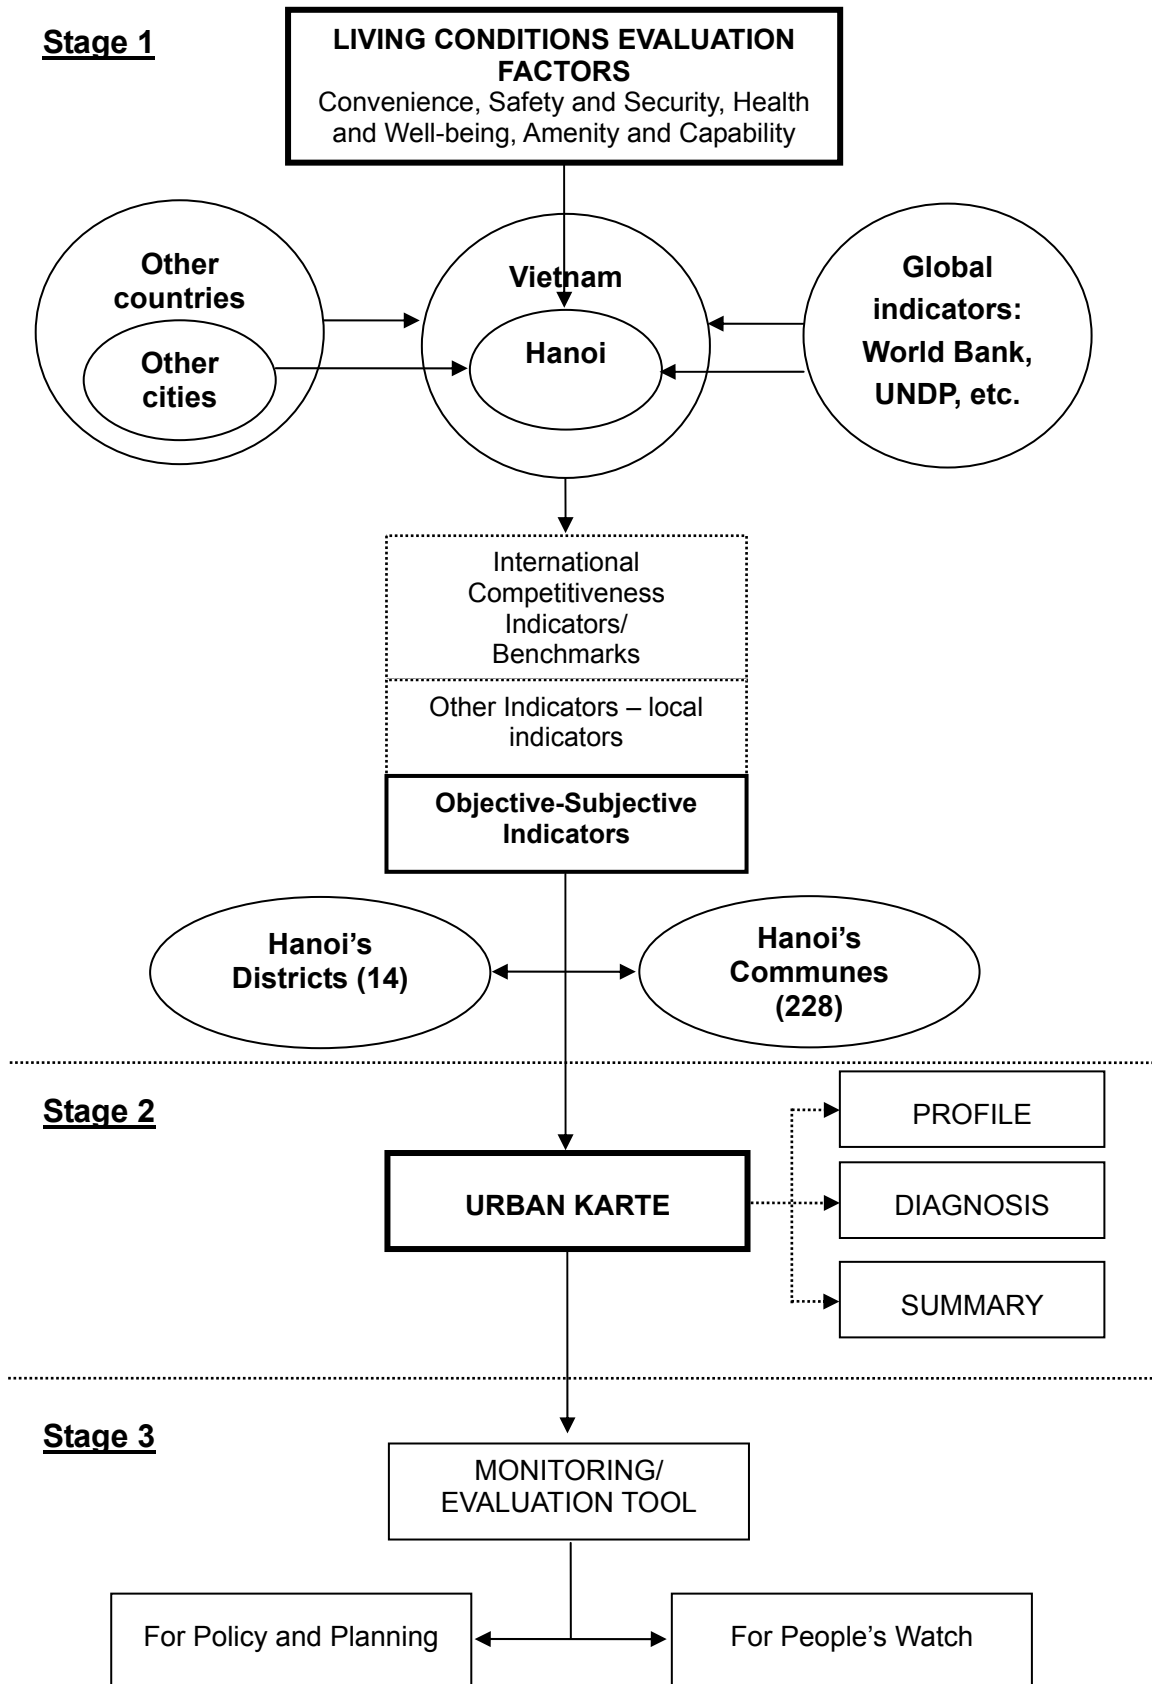 Stage 1
LIVING CONDITIONS EVALUATION
FACTORS
Convenience, Safety and Security, Health
and Well-being, Amenity and Capability
Other
countries
Other
cities
Vietnam
Hanoi
Global
indicators:
World Bank,
UNDP, etc.
International
Competitiveness
Indicators/
Benchmarks
Other Indicators – local
indicators
Objective-Subjective
Indicators
Hanoi’s
Districts (14)
Hanoi’s
Communes
(228)
Stage 2
URBAN KARTE
PROFILE
DIAGNOSIS
SUMMARY
Stage 3
MONITORING/
EVALUATION TOOL
For Policy and Planning
For People’s Watch